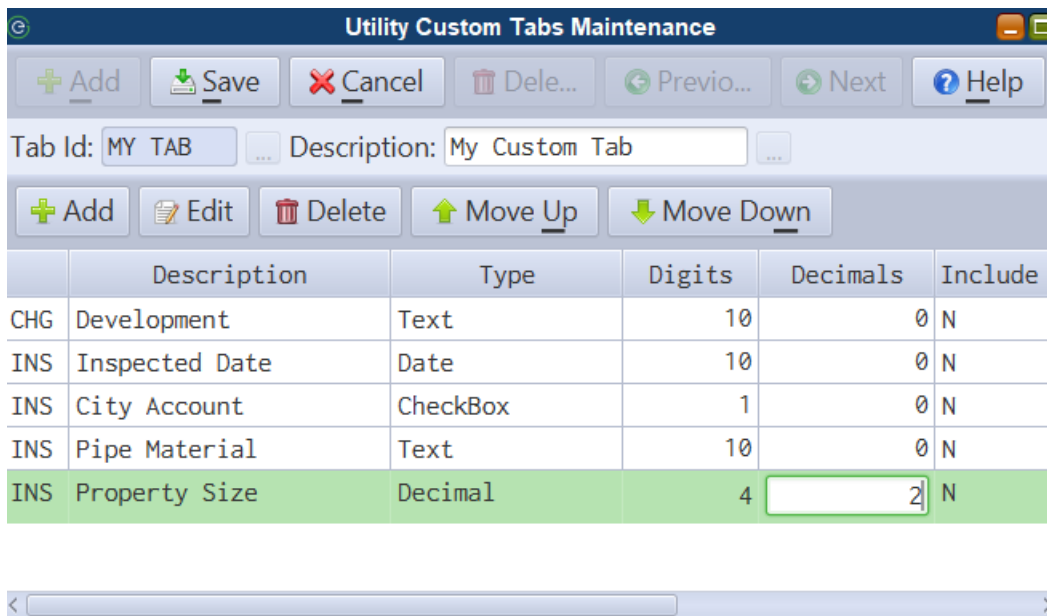 Utility Custom Tabs Maintenance
Add Save Cancel Dele... Previo... Next Help
Tab Id: MY TAB ... Description: My Custom Tab ...
Add Edit Delete Move Up Move Down
Description Type Digits Decimals Include
CHG Development Text 10 0 N
INS Inspected Date Date 10 0 N
INS City Account CheckBox 1 0 N
INS Pipe Material Text 10 0 N
INS Property Size Decimal 4 2 N